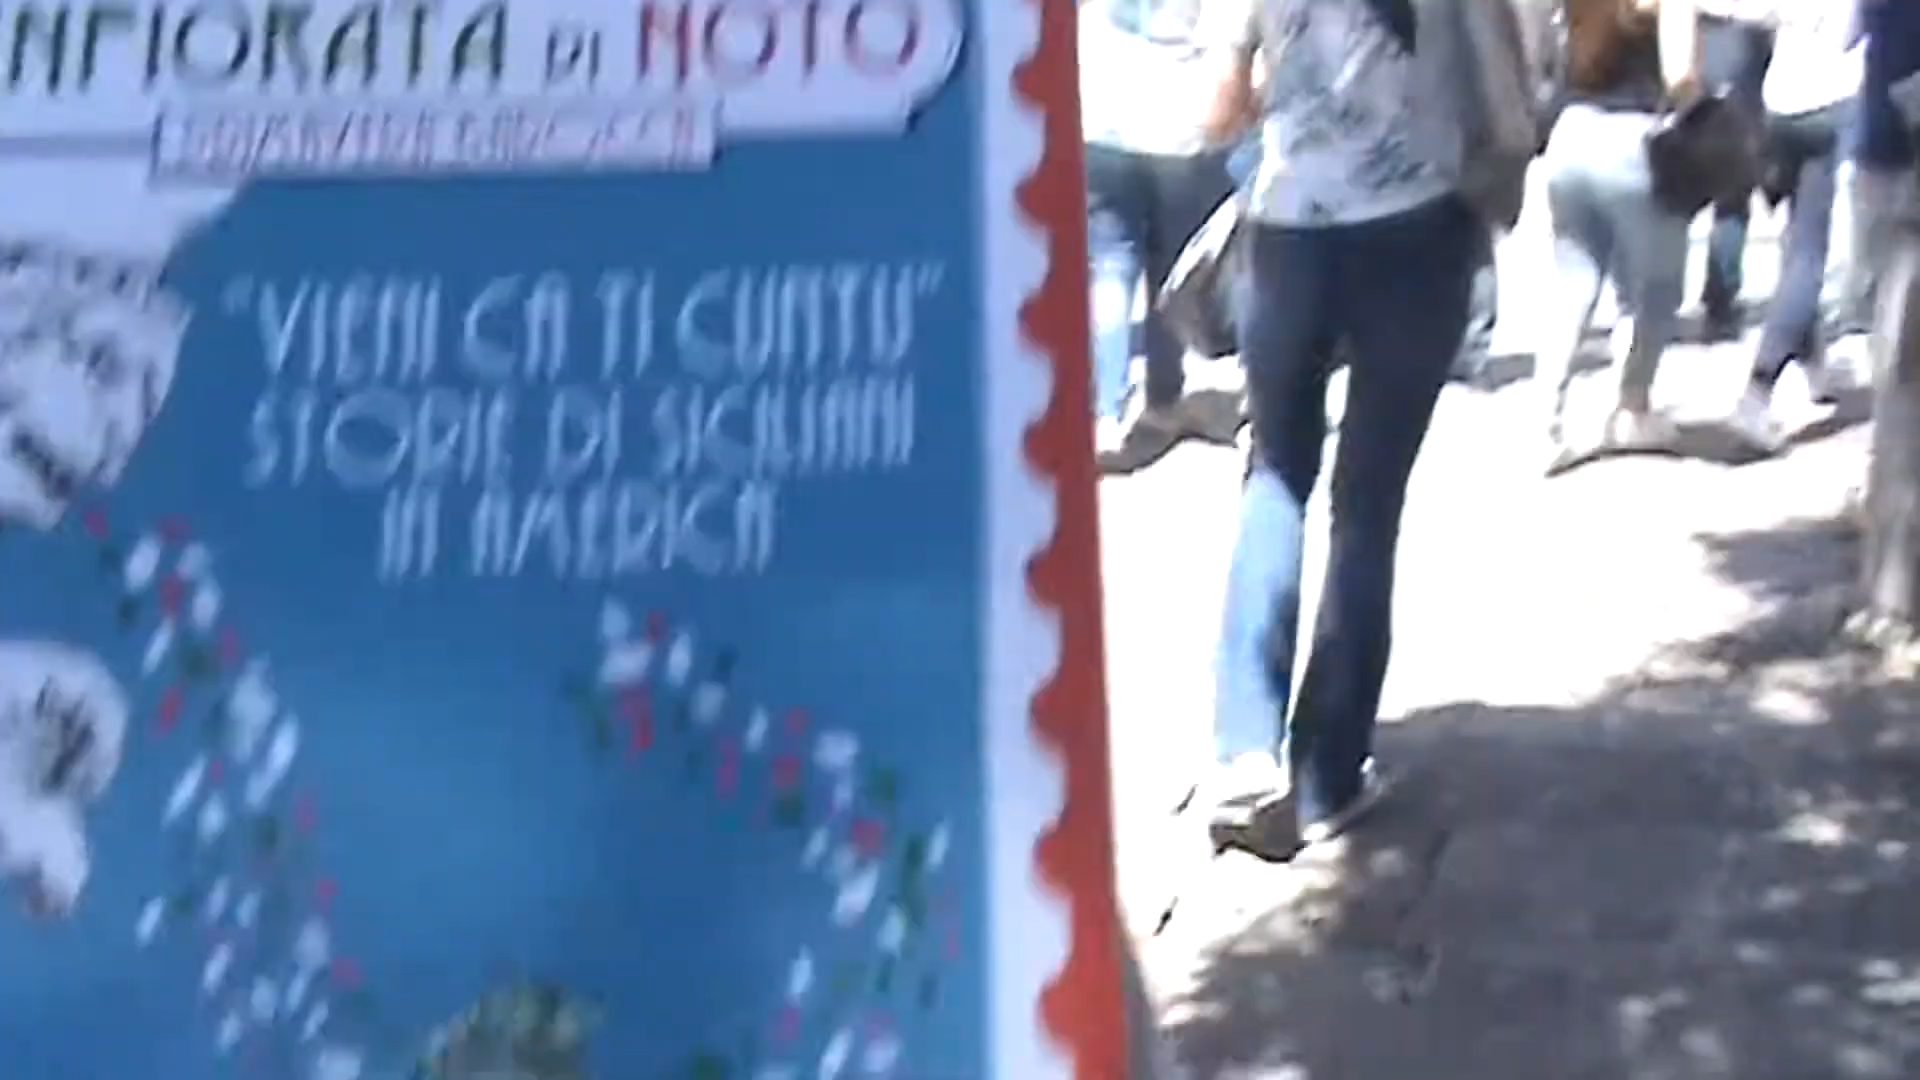 NFIORATA DI NOTO
"VIENI CA TI CUNTU"
STORIE DI SICILIANI
IN AMERICA